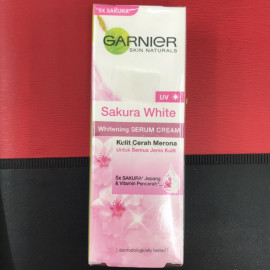 5x SAKURA*
GARNIER
SKIN NATURALS
UV
Sakura White
Whitening SERUM CREAM
Kulit Cerah Merona
Untuk Semua Jenis Kulit
5x SAKURA* Jepang
& Vitamin Pencerah*
dermatologically tested